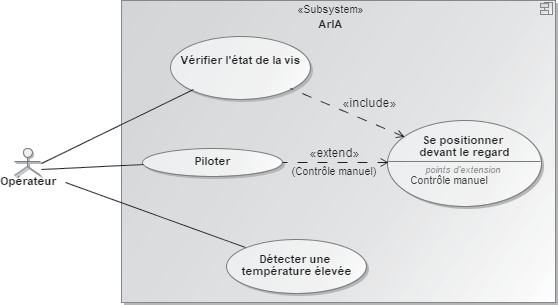 «Subsystem»
ArIA
Vérifier l'état de la vis
«include»
Se positionner
devant le regard
points d'extension
Contrôle manuel
Piloter
«extend»
(Contrôle manuel)
Opérateur
Détecter une
température élevée